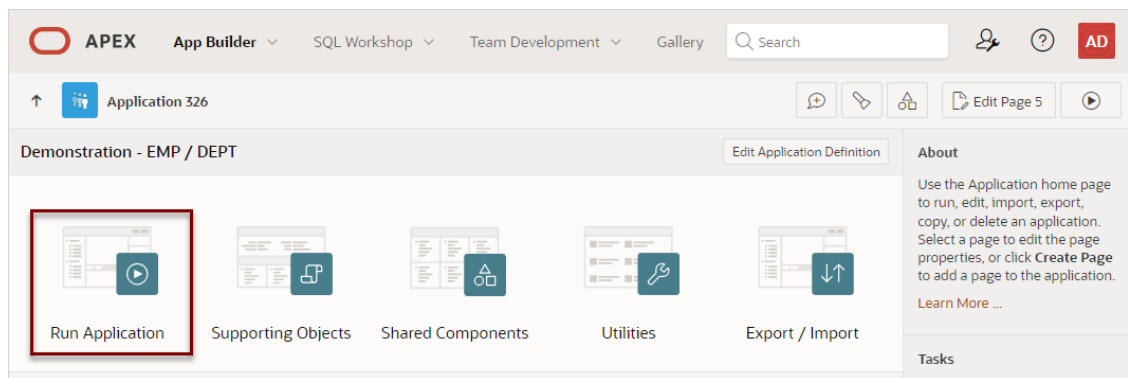 APEX App Builder SQL Workshop Team Development Gallery Search AD
Application 326 Edit Page 5
Demonstration - EMP / DEPT Edit Application Definition
Run Application Supporting Objects Shared Components Utilities Export / Import
About
Use the Application home page
to run, edit, import, export,
copy, or delete an application.
Select a page to edit the page
properties, or click Create Page
to add a page to the application.
Learn More ...
Tasks